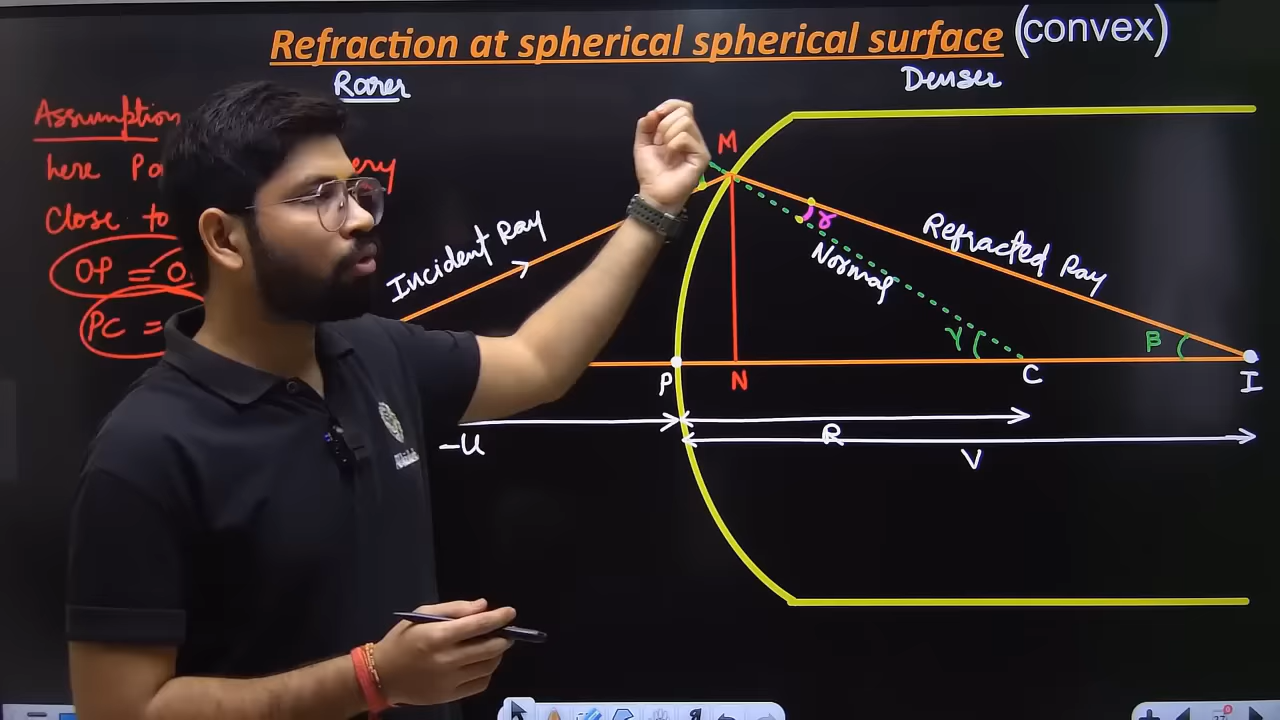 Refraction at spherical spherical surface (convex)
Rarer
Denser
Assumption
here Po
ery
Close to
OP =
PC =
M
Incident Ray
r
Refracted Ray
Normal
γ
β
P
N
C
I
-u
R
V